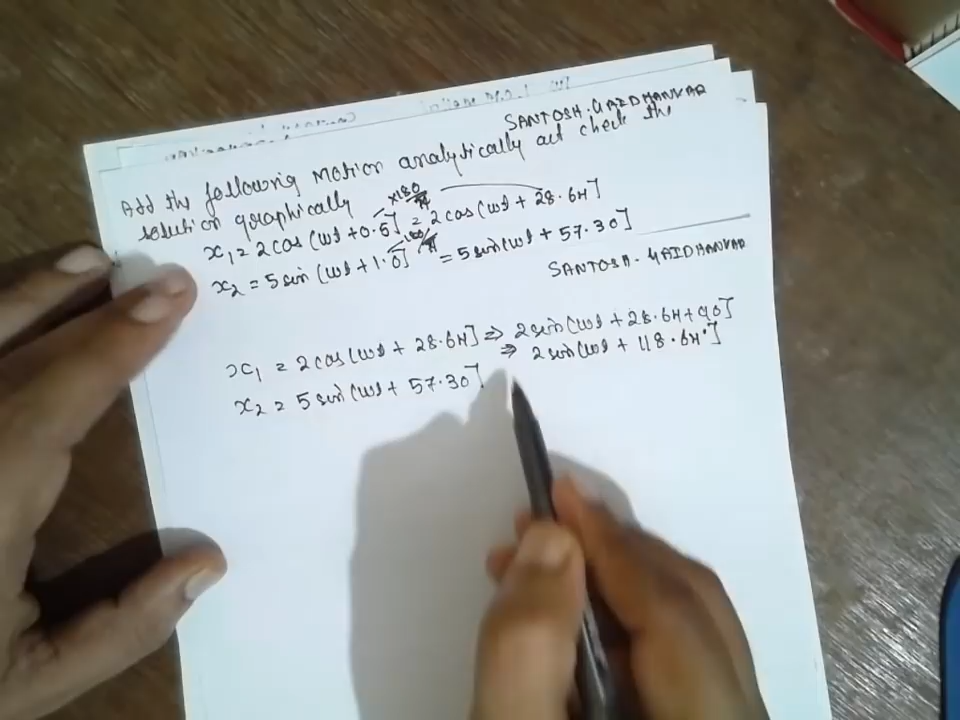 SANTOSH. GAIDHANKAR
Add the following Motion analytically act check the
solution graphically
x₁ = 2 cos (ωt + 0.5] = 2 cos (ωt + 28.64]
×180/π
x₂ = 5 sin (ωt + 1.0] = 5 sin (ωt + 57.30]
180/π
SANTOSH. GAIDHANKAR
x₁ = 2 cos (ωt + 28.64] ⇒ 2 sin (ωt + 28.64 + 90]
⇒ 2 sin (ωt + 118.64°]
x₂ = 5 sin (ωt + 57.30]